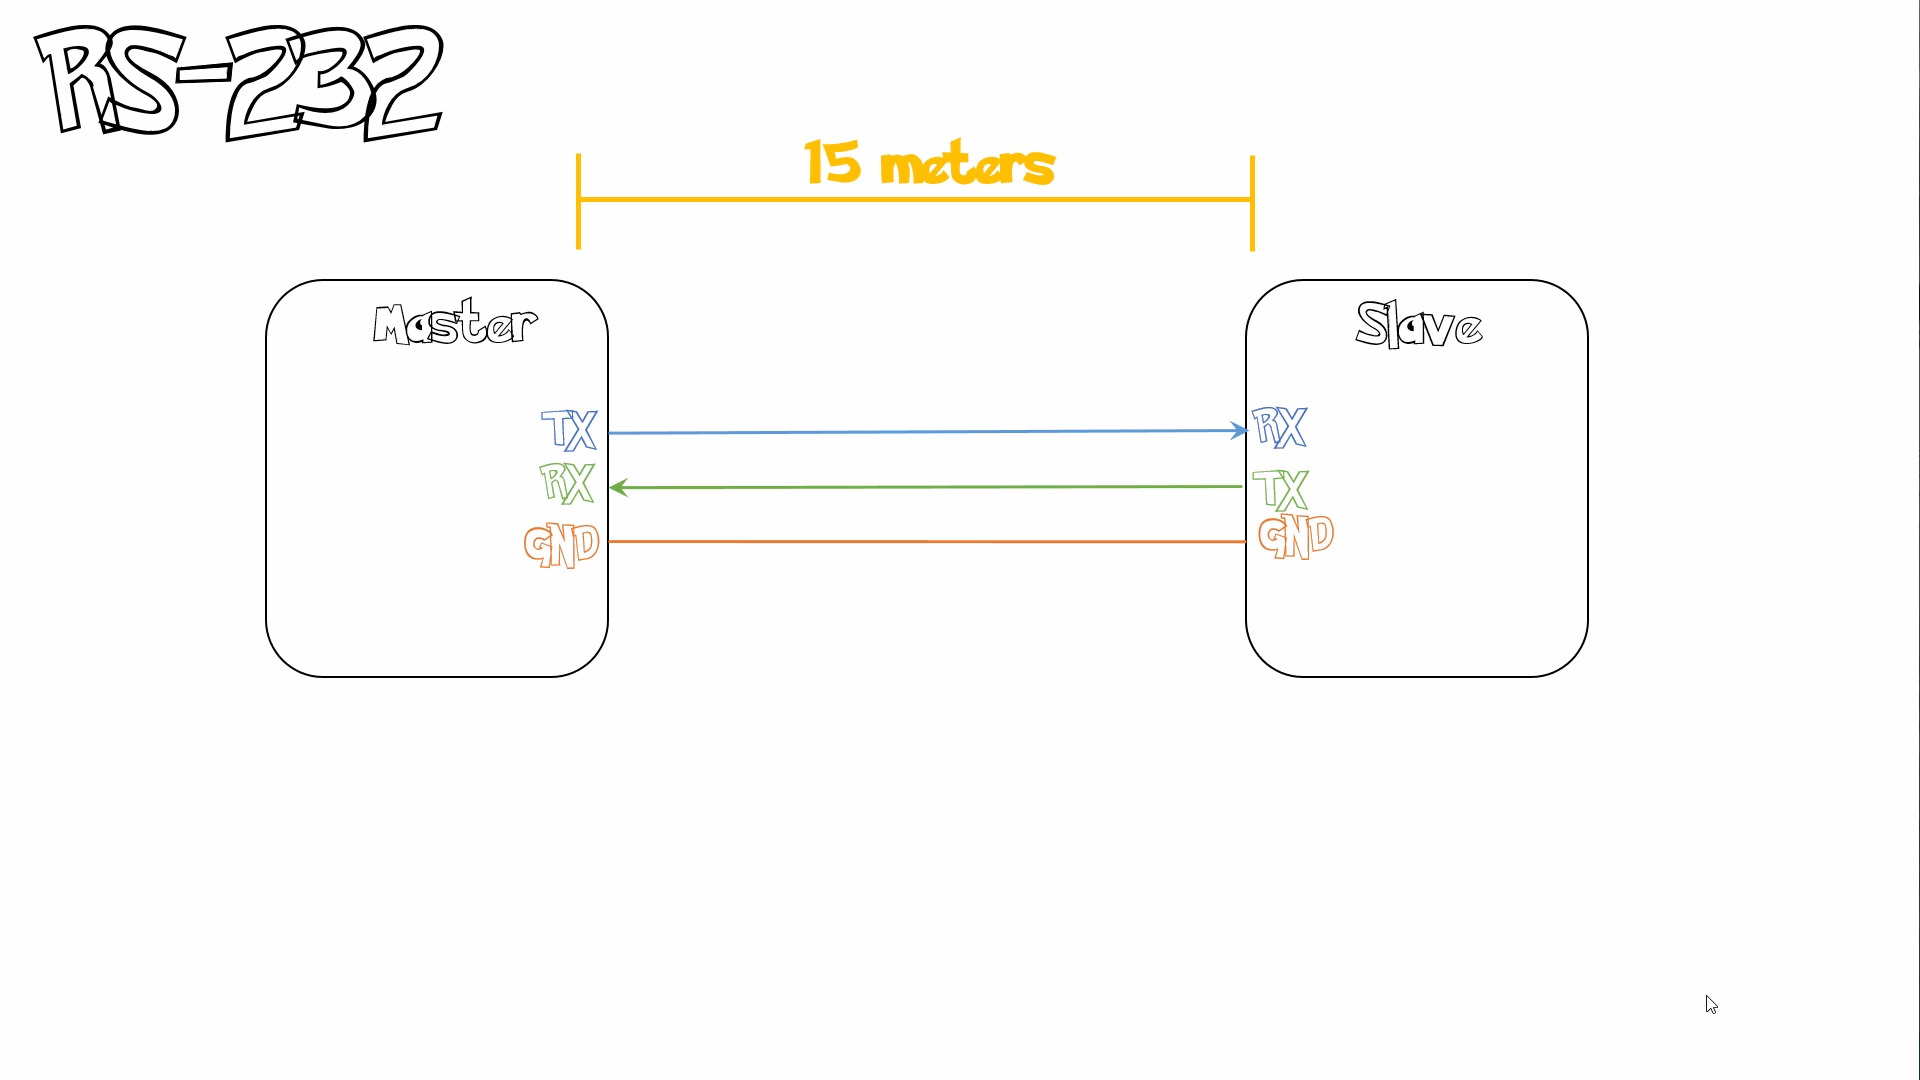 RS-232
15 meters
Master
Slave
TX
RX
RX
TX
GND
GND